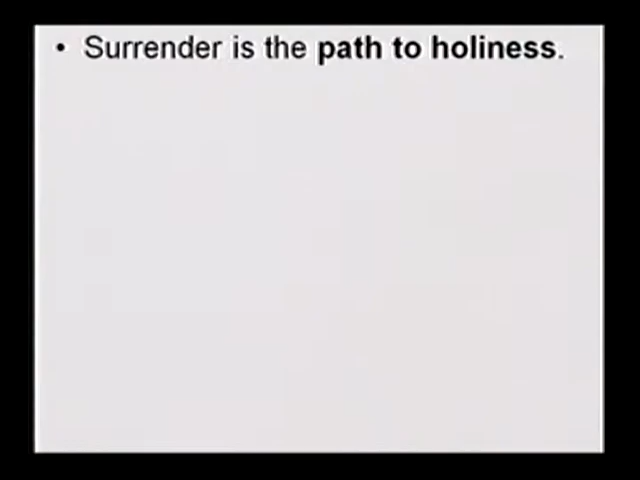 • Surrender is the path to holiness.